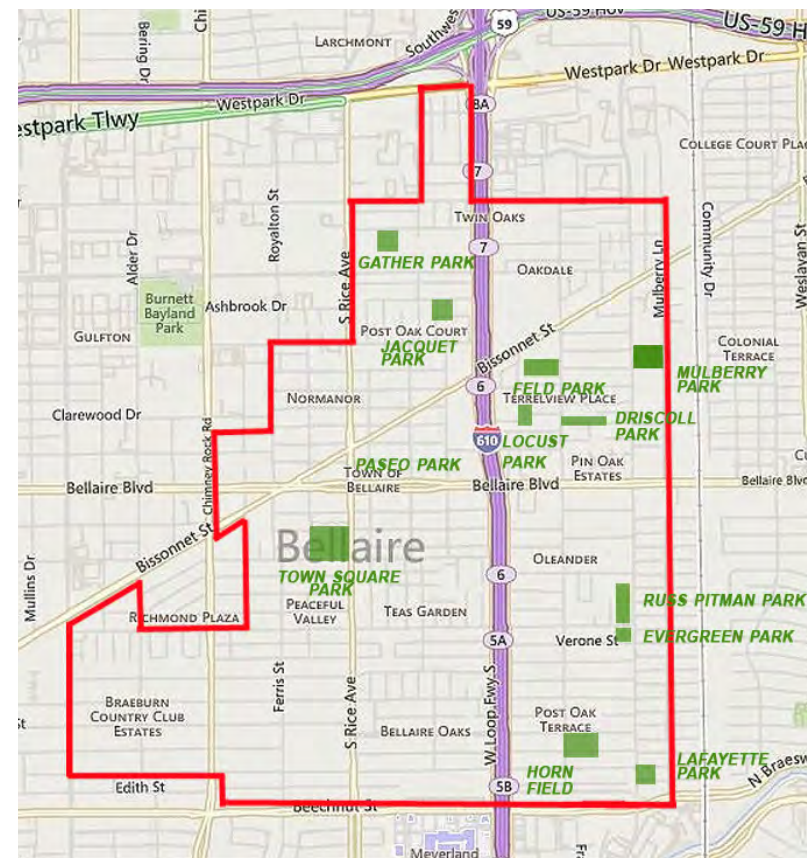 US-59 Hov
US-59 H
59
Southwes
LARCHMONT
Bering Dr
Westpark Dr Westpark Dr
Westpark Dr
estpark Tlwy
8A
COLLEGE COURT PLA
7
Royalton St
TWIN OAKS
Community Dr
Weslayan St
Alder Dr
S Rice Ave
7
Mulberry Ln
GATHER PARK
OAKDALE
Burnett
Bayland
Park
Ashbrook Dr
GULFTON
POST OAK COURT
JACQUET
PARK
Bissonnet St
COLONIAL
TERRACE
6
FELD PARK
MULBERRY
PARK
NORMANOR
TERRELVIEW PLACE
Clarewood Dr
Chimney Rock Rd
DRISCOLL
PARK
610
LOCUST
PARK
PASEO PARK
PIN OAK
ESTATES
TOWN OF
BELLAIRE
Bellaire Blvd
Bellaire Blvd
Bellaire Blv
Bissonnet St
Bellaire
OLEANDER
Mullins Dr
TOWN SQUARE
PARK
6
PEACEFUL
VALLEY
RUSS PITMAN PARK
RICHMOND PLAZA
TEAS GARDEN
5A
Verone St
EVERGREEN PARK
Ferris St
S Rice Ave
W Loop Fwy S
BRAEBURN
COUNTRY CLUB
ESTATES
POST OAK
TERRACE
BELLAIRE OAKS
LAFAYETTE
PARK
HORN
FIELD
N Braesw
Edith St
5B
Beechnut St
Meyerland